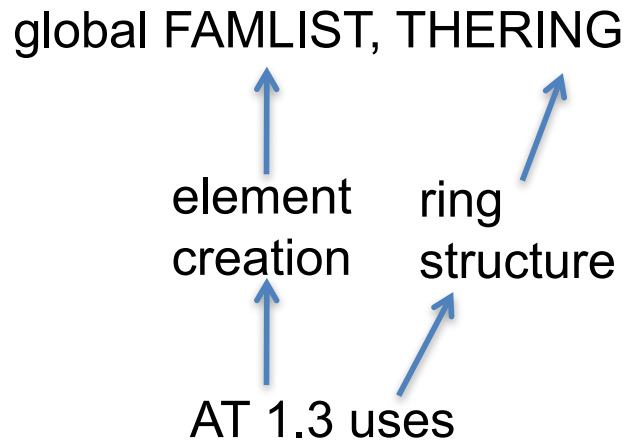 global FAMLIST, THERING
element
creation
ring
structure
AT 1.3 uses